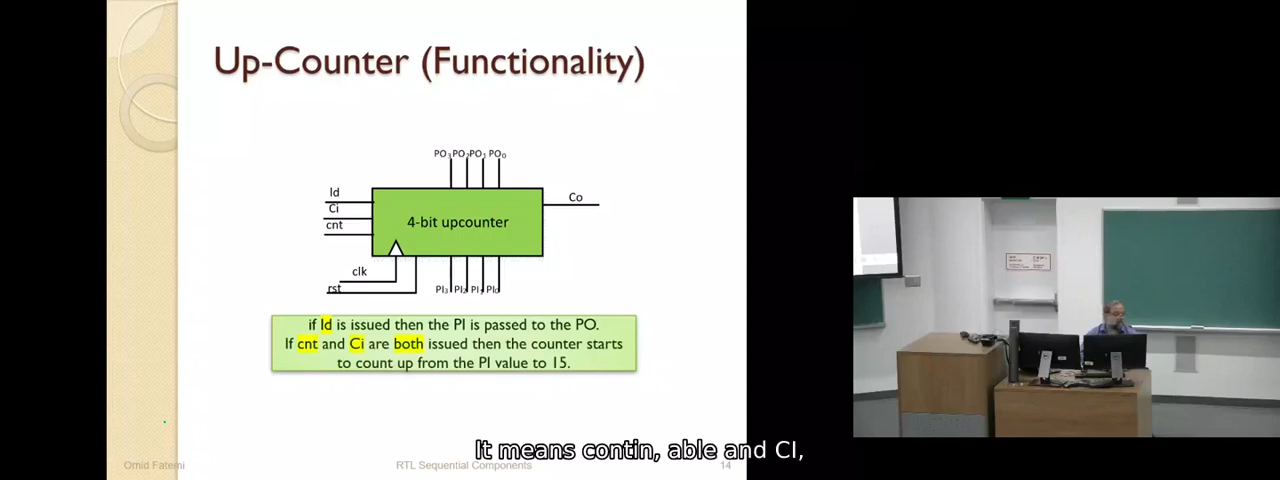 Up-Counter (Functionality)
PO3 PO2 PO1 PO0
ld
Ci
cnt
4-bit upcounter
Co
clk
rst
PI3 PI2 PI1 PI0
if ld is issued then the PI is passed to the PO.
If cnt and Ci are both issued then the counter starts
to count up from the PI value to 15.
It means contin, able and CI,
Omid Fatemi
RTL Sequential Components
14